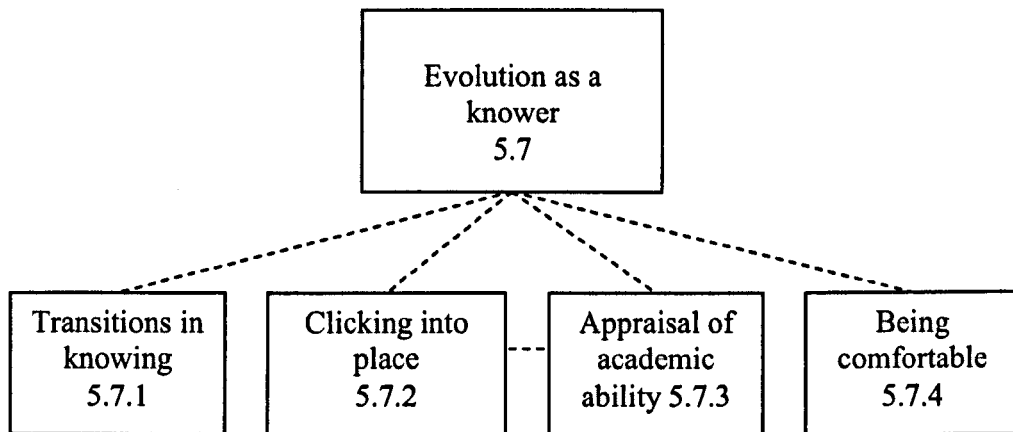 Evolution as a
knower
5.7
Transitions in
knowing
5.7.1
Clicking into
place
5.7.2
Appraisal of
academic
ability 5.7.3
Being
comfortable
5.7.4